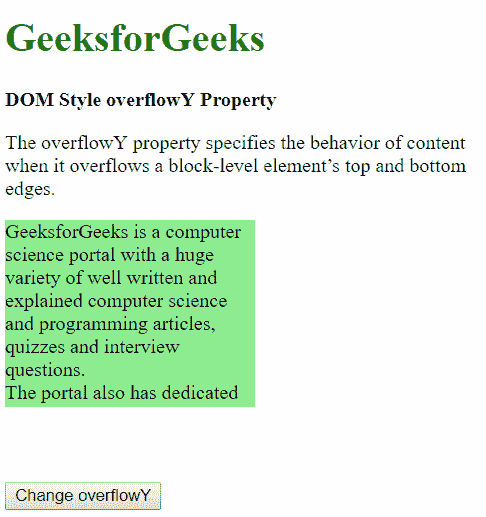 GeeksforGeeks
DOM Style overflowY Property
The overflowY property specifies the behavior of content
when it overflows a block-level element’s top and bottom
edges.
GeeksforGeeks is a computer
science portal with a huge
variety of well written and
explained computer science
and programming articles,
quizzes and interview
questions.
The portal also has dedicated
Change overflowY